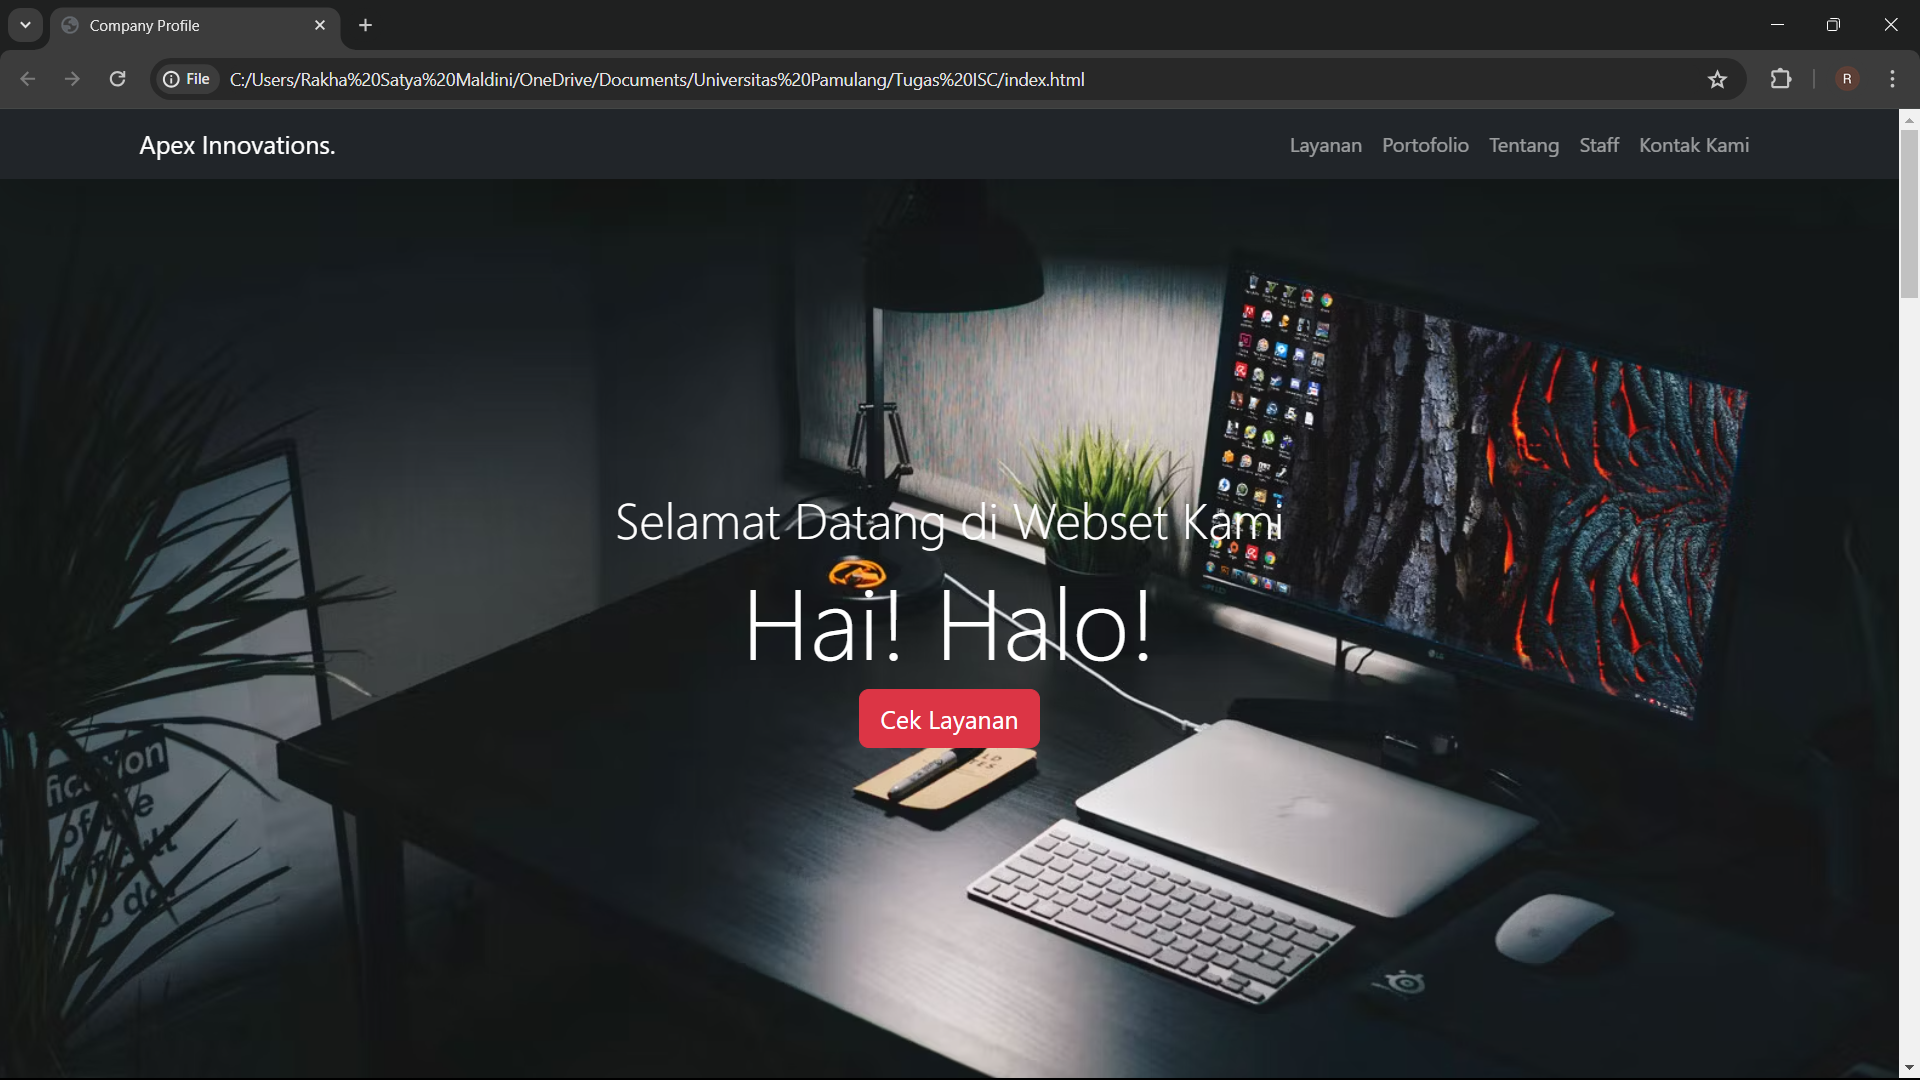 Company Profile
File
C:/Users/Rakha%20Satya%20Maldini/OneDrive/Documents/Universitas%20Pamulang/Tugas%20ISC/index.html
R
Apex Innovations.
Layanan Portofolio Tentang Staff Kontak Kami
Selamat Datang di Webset Kami
Hai! Halo!
Cek Layanan